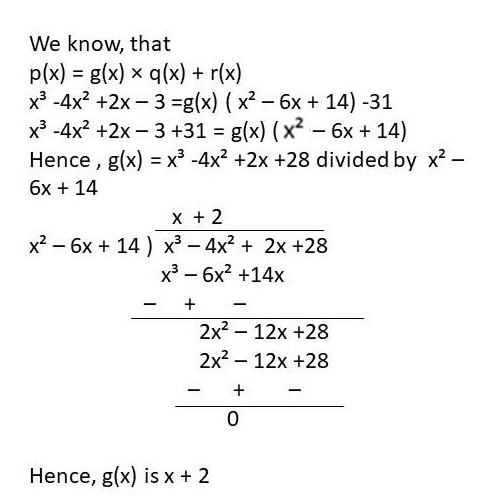 We know, that
p(x) = g(x) × q(x) + r(x)
x³ -4x² +2x – 3 =g(x) ( x² – 6x + 14) -31
x³ -4x² +2x – 3 +31 = g(x) (x² – 6x + 14)
Hence , g(x) = x³ -4x² +2x +28 divided by x² –
6x + 14
x + 2
x² – 6x + 14 ) x³ – 4x² + 2x +28
x³ – 6x² +14x
– + –
2x² – 12x +28
2x² – 12x +28
– + –
0
Hence, g(x) is x + 2